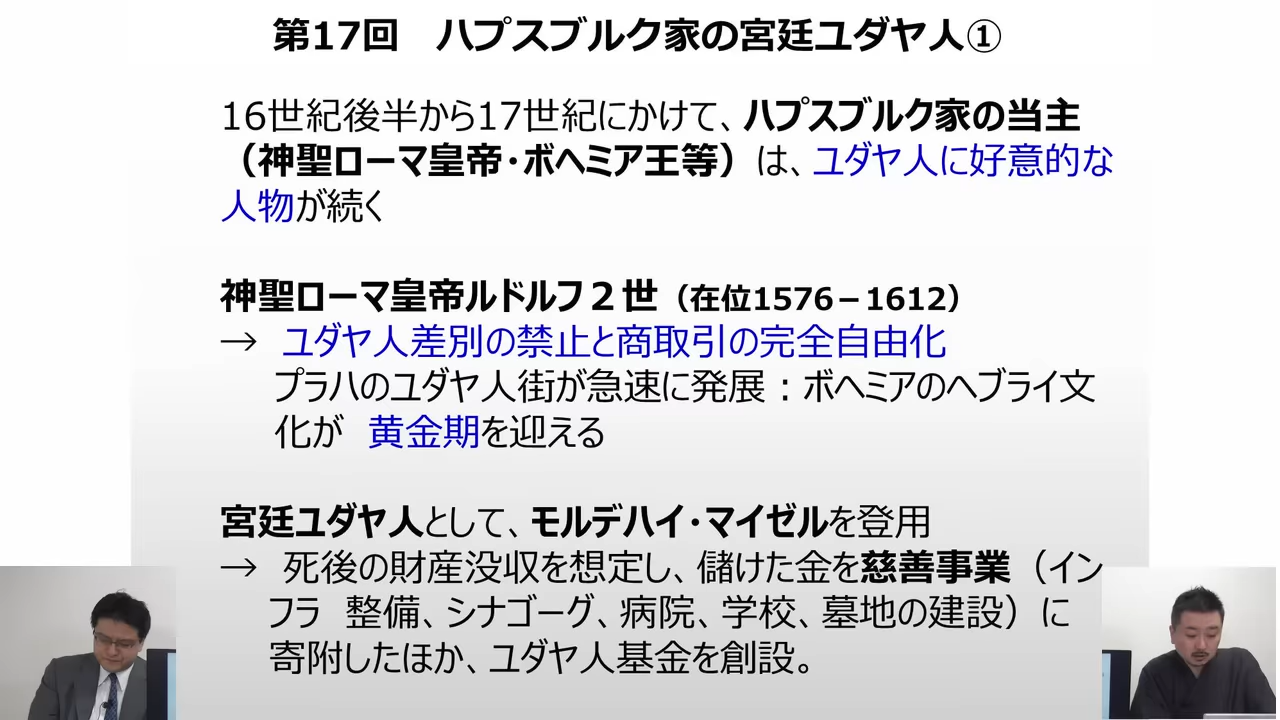 第17回　ハプスブルク家の宮廷ユダヤ人①
16世紀後半から17世紀にかけて、ハプスブルク家の当主
（神聖ローマ皇帝・ボヘミア王等）は、ユダヤ人に好意的な
人物が続く
神聖ローマ皇帝ルドルフ２世（在位1576－1612）
→　ユダヤ人差別の禁止と商取引の完全自由化
プラハのユダヤ人街が急速に発展：ボヘミアのヘブライ文
化が　黄金期を迎える
宮廷ユダヤ人として、モルデハイ・マイゼルを登用
→　死後の財産没収を想定し、儲けた金を慈善事業（イン
フラ　整備、シナゴーグ、病院、学校、墓地の建設）に
寄附したほか、ユダヤ人基金を創設。